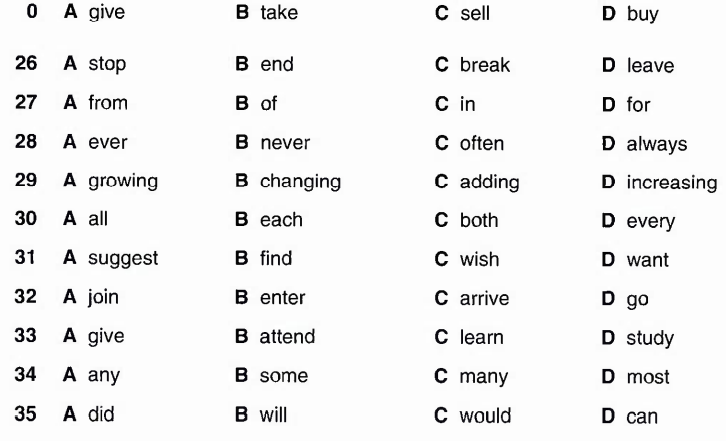 0 A give B take C sell D buy
26 A stop B end C break D leave
27 A from B of C in D for
28 A ever B never C often D always
29 A growing B changing C adding D increasing
30 A all B each C both D every
31 A suggest B find C wish D want
32 A join B enter C arrive D go
33 A give B attend C learn D study
34 A any B some C many D most
35 A did B will C would D can